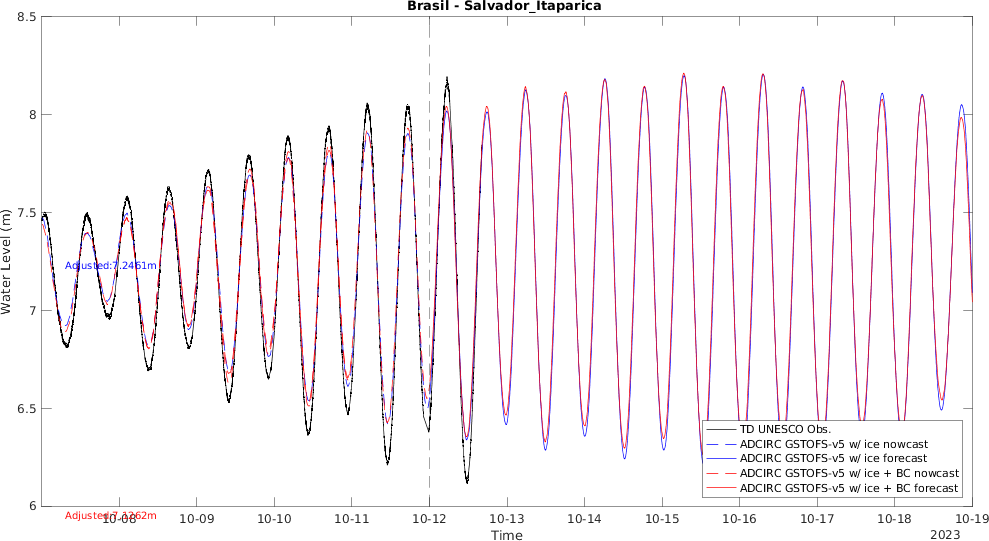 Brasil - Salvador_Itaparica
8.5
8
7.5
7
6.5
6
Water Level (m)
Adjusted:7.2461m
Adjusted:7.1262m
10-08
10-09
10-10
10-11
10-12
10-13
10-14
10-15
10-16
10-17
10-18
10-19
Time
2023
TD UNESCO Obs.
ADCIRC GSTOFS-v5 w/ ice nowcast
ADCIRC GSTOFS-v5 w/ ice forecast
ADCIRC GSTOFS-v5 w/ ice + BC nowcast
ADCIRC GSTOFS-v5 w/ ice + BC forecast